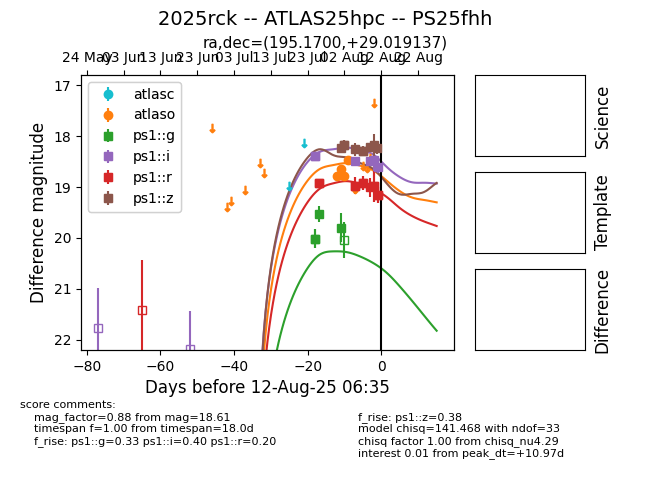 2025rck -- ATLAS25hpc -- PS25fhh
ra,dec=(195.1700,+29.019137)
24 May 03 Jun 13 Jun 23 Jun 03 Jul 13 Jul 23 Jul 02 Aug 12 Aug 22 Aug
17
18
19
20
21
22
Difference magnitude
atlasc
atlaso
ps1::g
ps1::i
ps1::r
ps1::z
−80 −60 −40 −20 0
Days before 12-Aug-25 06:35
Science
Template
Difference
score comments:
mag_factor=0.88 from mag=18.61
timespan f=1.00 from timespan=18.0d
f_rise: ps1::g=0.33 ps1::i=0.40 ps1::r=0.20
f_rise: ps1::z=0.38
model chisq=141.468 with ndof=33
chisq factor 1.00 from chisq_nu4.29
interest 0.01 from peak_dt=+10.97d